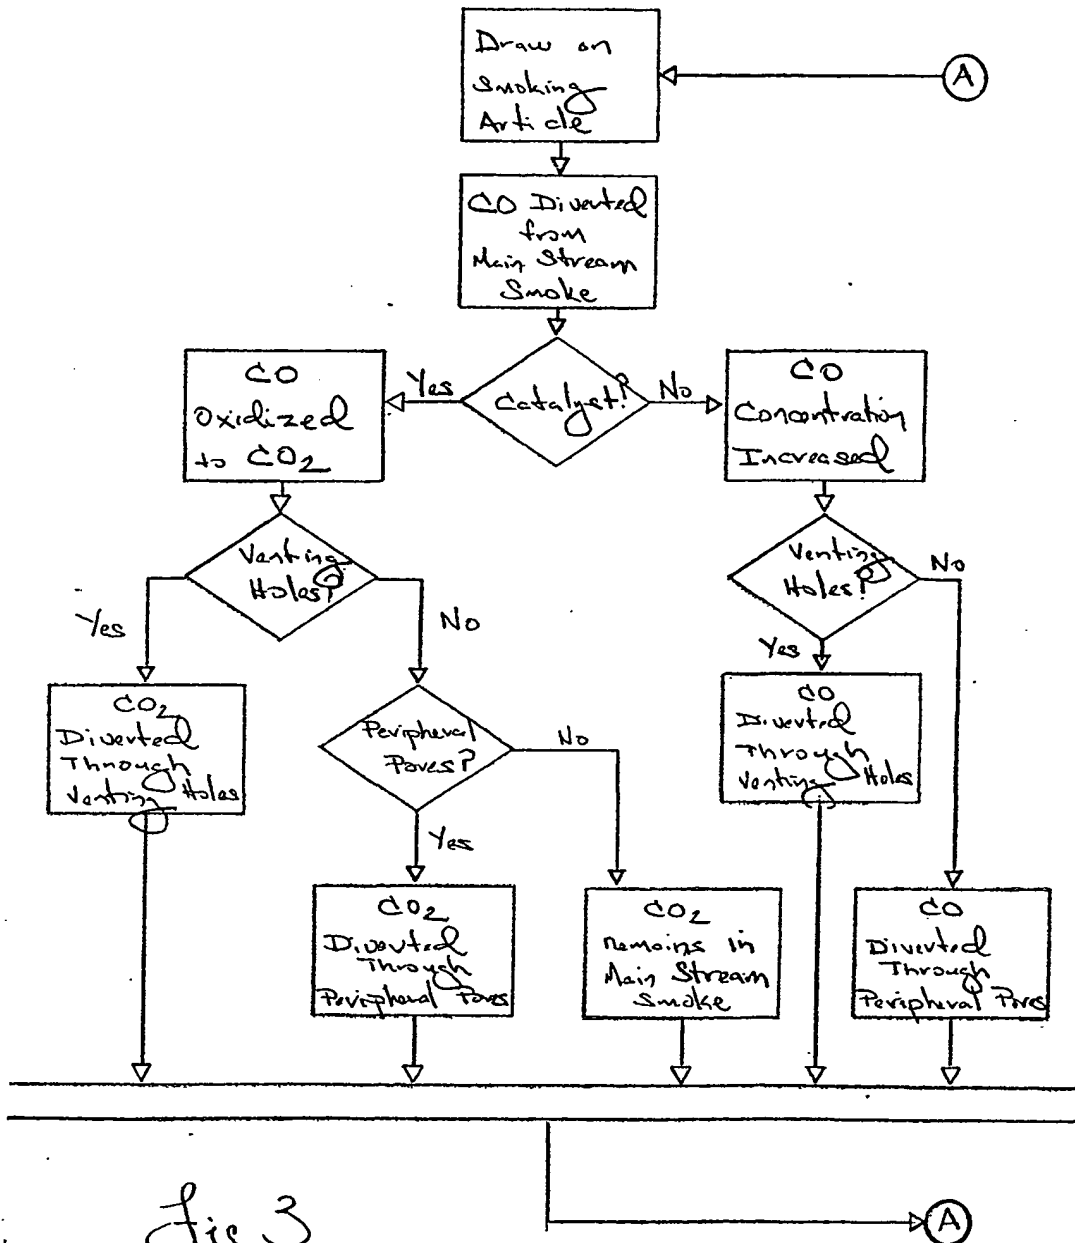 Draw on
Smoking
Article
A
CO Diverted
from
Main Stream
Smoke
CO
Oxidized
to CO2
Yes
Catalyst?
No
CO
Concentration
Increased
Venting
Holes?
Venting
Holes?
No
Yes
No
Yes
CO2
Diverted
Through
Venting Holes
Peripheral
Pores?
No
CO
Diverted
Through
Venting Holes
Yes
CO2
Diverted
Through
Peripheral Pores
CO2
remains in
Main Stream
Smoke
CO
Diverted
Through
Peripheral Pores
Fig 3
A